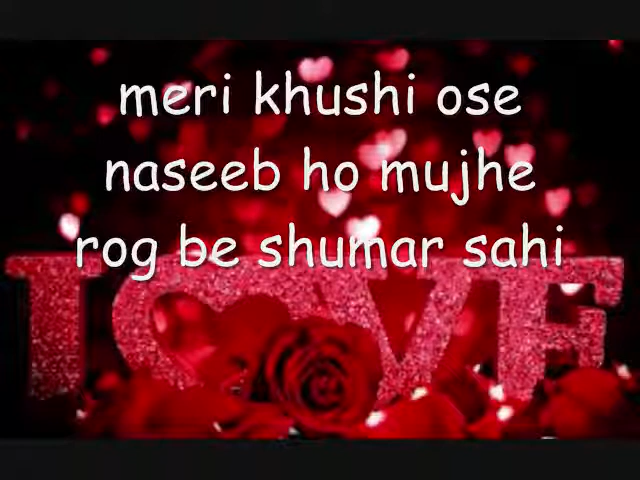 meri khushi ose
naseeb ho mujhe
rog be shumar sahi
LOVE